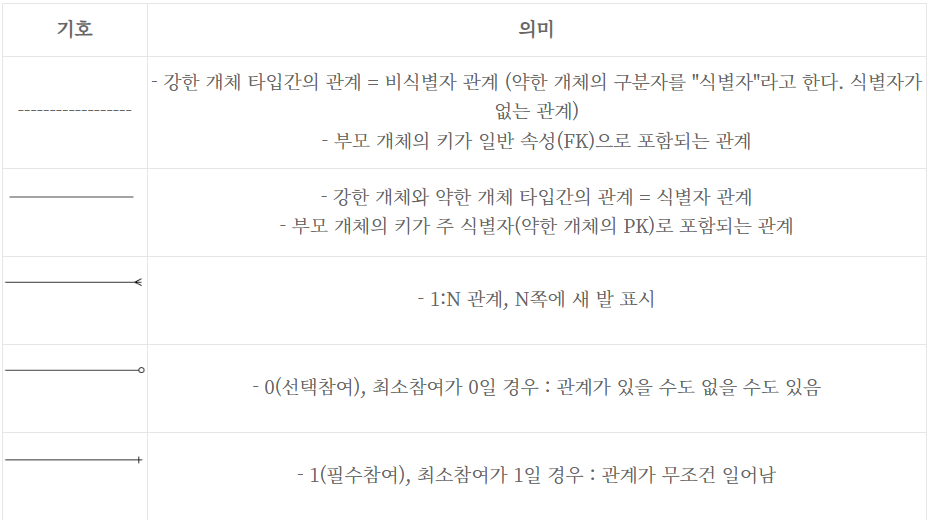 기호
의미
- 강한 개체 타입간의 관계 = 비식별자 관계 (약한 개체의 구분자를 "식별자"라고 한다. 식별자가
없는 관계)
- 부모 개체의 키가 일반 속성(FK)으로 포함되는 관계
- 강한 개체와 약한 개체 타입간의 관계 = 식별자 관계
- 부모 개체의 키가 주 식별자(약한 개체의 PK)로 포함되는 관계
- 1:N 관계, N쪽에 새 발 표시
- 0(선택참여), 최소참여가 0일 경우 : 관계가 있을 수도 없을 수도 있음
- 1(필수참여), 최소참여가 1일 경우 : 관계가 무조건 일어남